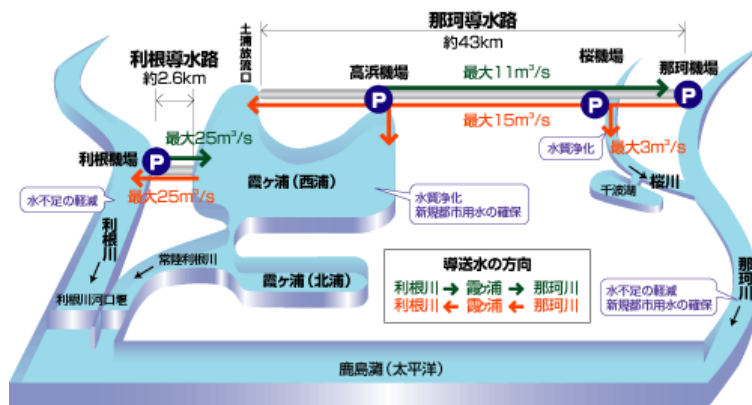 那珂導水路
約43km
土浦放流口
利根導水路
約2.6km
高浜機場
最大11m³/s
桜機場
那珂機場
P
P
P
最大25m³/s
最大15m³/s
利根機場
P
水質浄化
最大3m³/s
最大25m³/s
霞ヶ浦（西浦）
水不足の軽減
水質浄化
新規都市用水の確保
千波湖
桜川
利根川
常陸利根川
霞ヶ浦（北浦）
導送水の方向
利根川 → 霞ヶ浦 → 那珂川
利根川 ← 霞ヶ浦 ← 那珂川
利根川河口堰
那珂川
水不足の軽減
新規都市用水の確保
鹿島灘（太平洋）